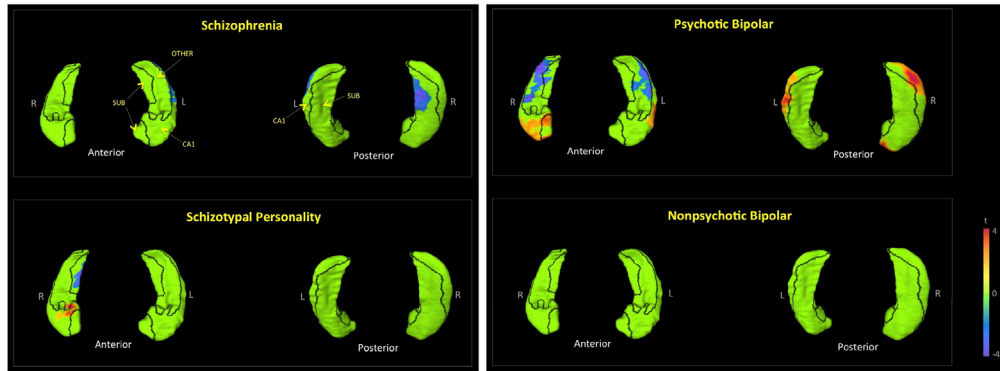 Schizophrenia
OTHER
SUB
R
L
CA1
Anterior
L
SUB
CA1
R
Posterior
Psychotic Bipolar
R
L
Anterior
L
R
Posterior
Schizotypal Personality
R
L
Anterior
L
R
Posterior
Nonpsychotic Bipolar
R
L
Anterior
L
R
Posterior
t
4
0
-4